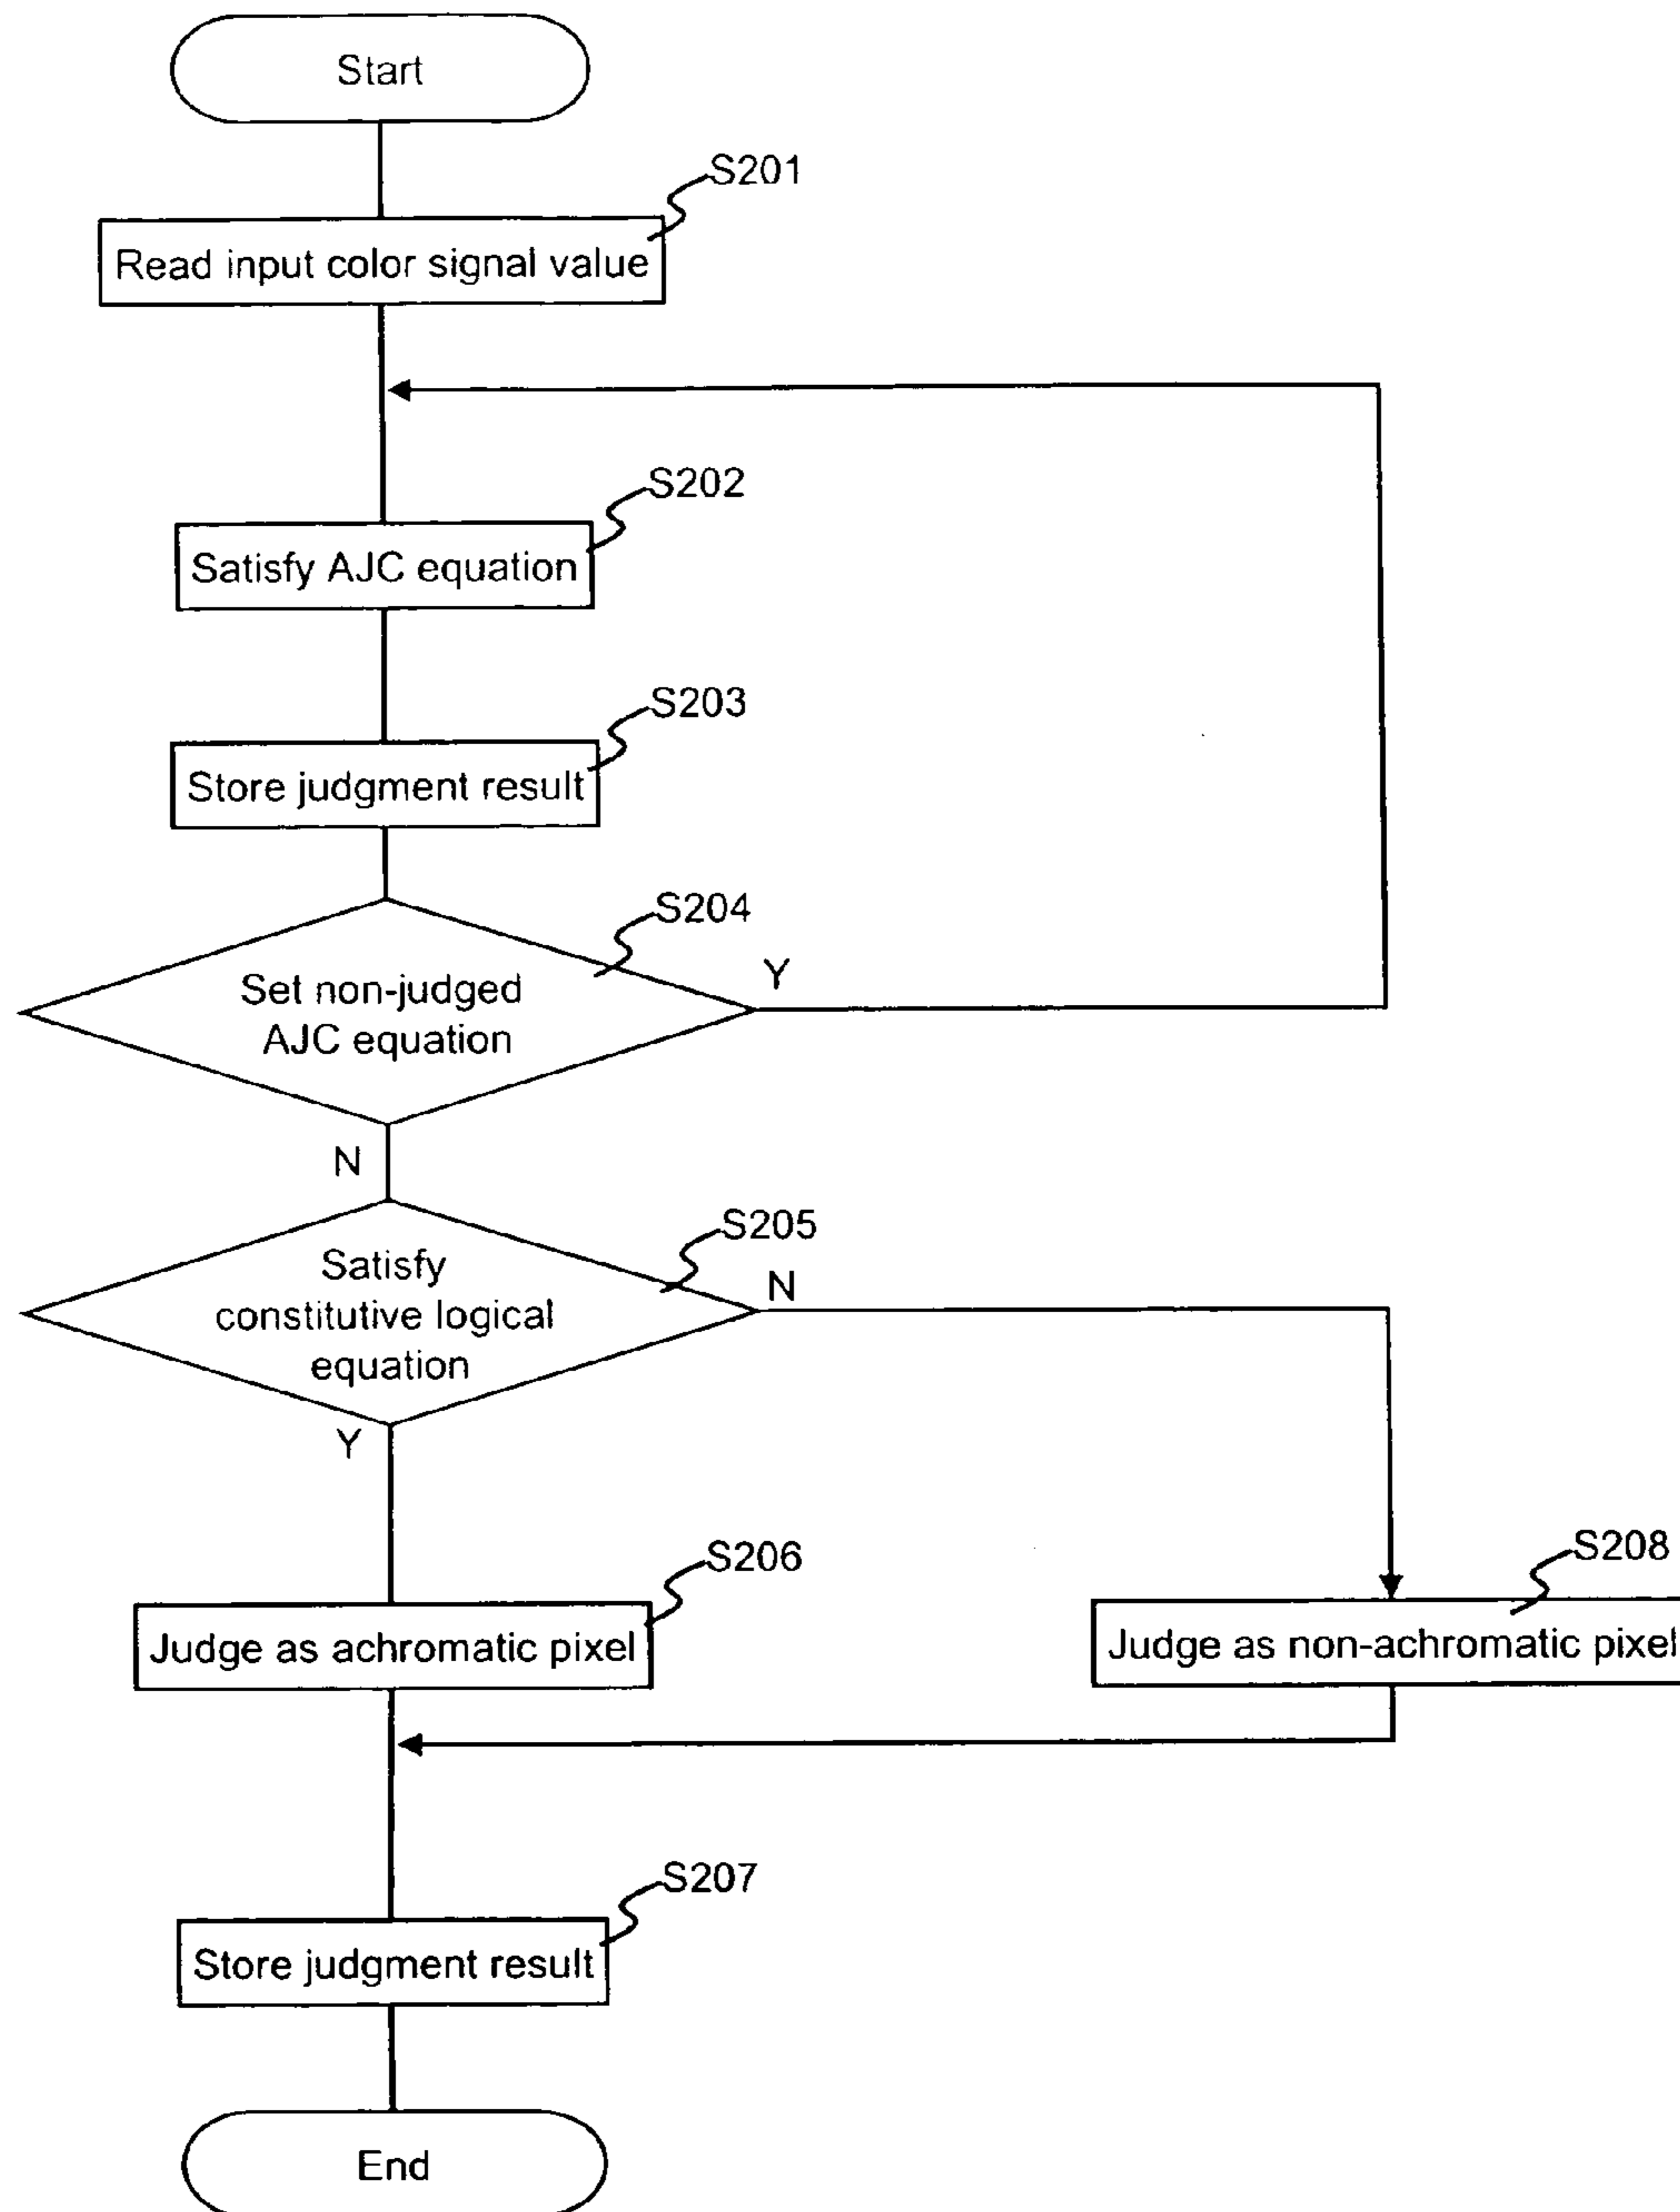 Start
S201
Read input color signal value
S202
Satisfy AJC equation
S203
Store judgment result
S204
Set non-judged
AJC equation
Y
N
S205
Satisfy
constitutive logical
equation
N
Y
S206
Judge as achromatic pixel
S208
Judge as non-achromatic pixel
S207
Store judgment result
End